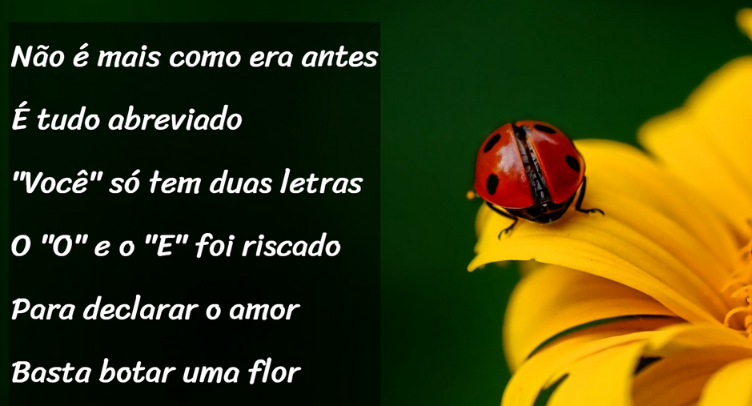 Não é mais como era antes
É tudo abreviado
"Você" só tem duas letras
O "O" e o "E" foi riscado
Para declarar o amor
Basta botar uma flor